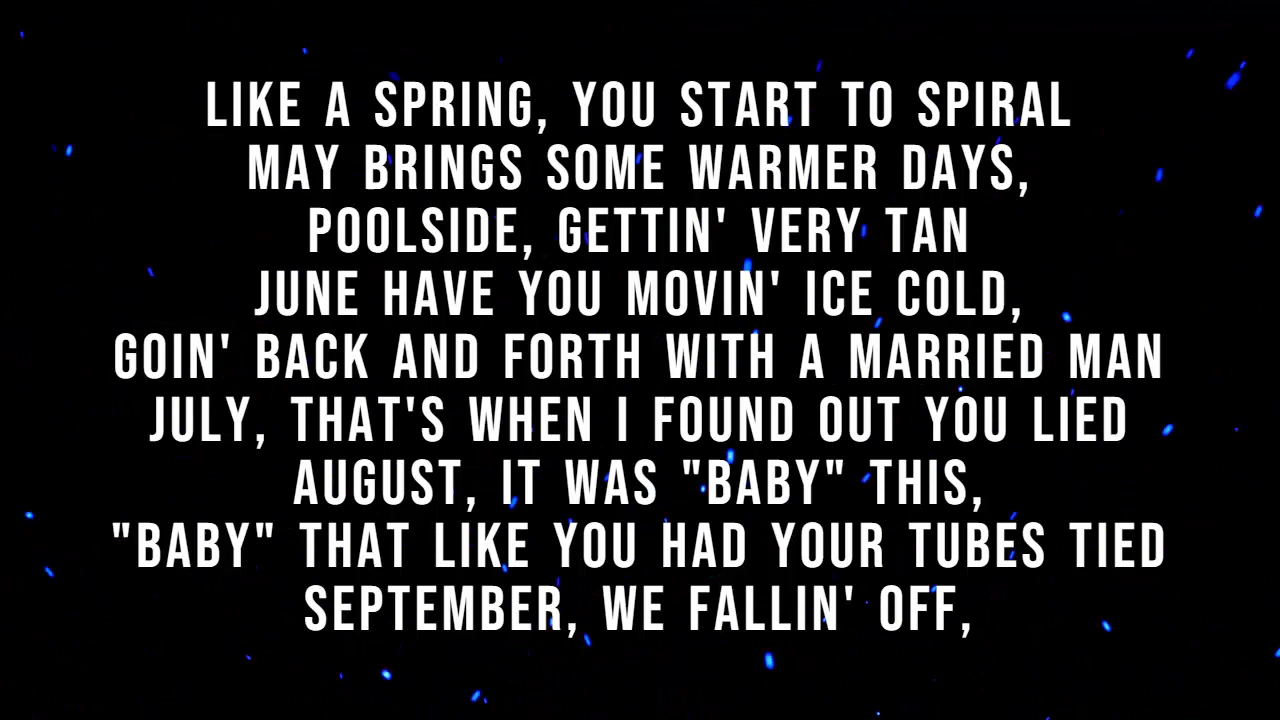 LIKE A SPRING, YOU START TO SPIRAL
MAY BRINGS SOME WARMER DAYS,
POOLSIDE, GETTIN' VERY TAN
JUNE HAVE YOU MOVIN' ICE COLD,
GOIN' BACK AND FORTH WITH A MARRIED MAN
JULY, THAT'S WHEN I FOUND OUT YOU LIED
AUGUST, IT WAS "BABY" THIS,
"BABY" THAT LIKE YOU HAD YOUR TUBES TIED
SEPTEMBER, WE FALLIN' OFF,